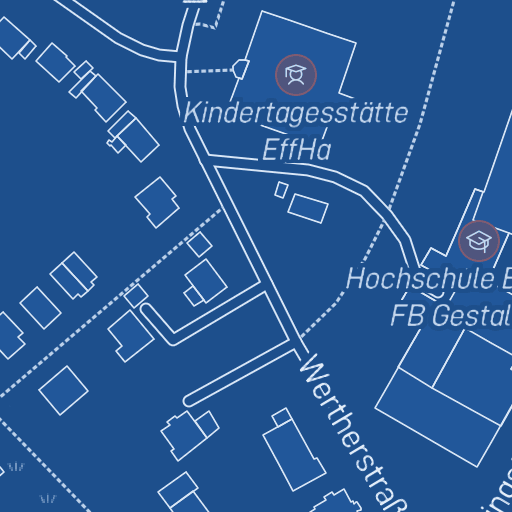 Kindertagesstätte
EffHa
Hochschule
FB Gestal
Wertherstraß